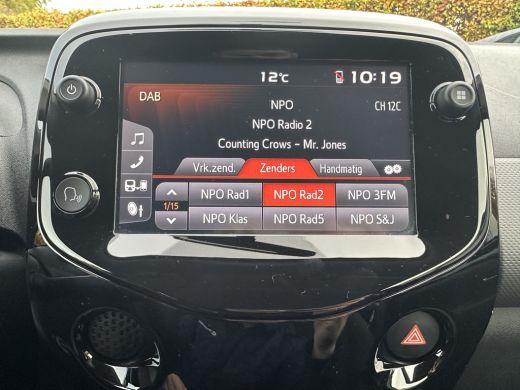 12°C 10:19
DAB
NPO CH 12C
NPO Radio 2
Counting Crows – Mr. Jones
Vrk.zend. Zenders Handmatig
NPO Rad1 NPO Rad2 NPO 3FM
1/15
NPO Klas NPO Rad5 NPO S&J